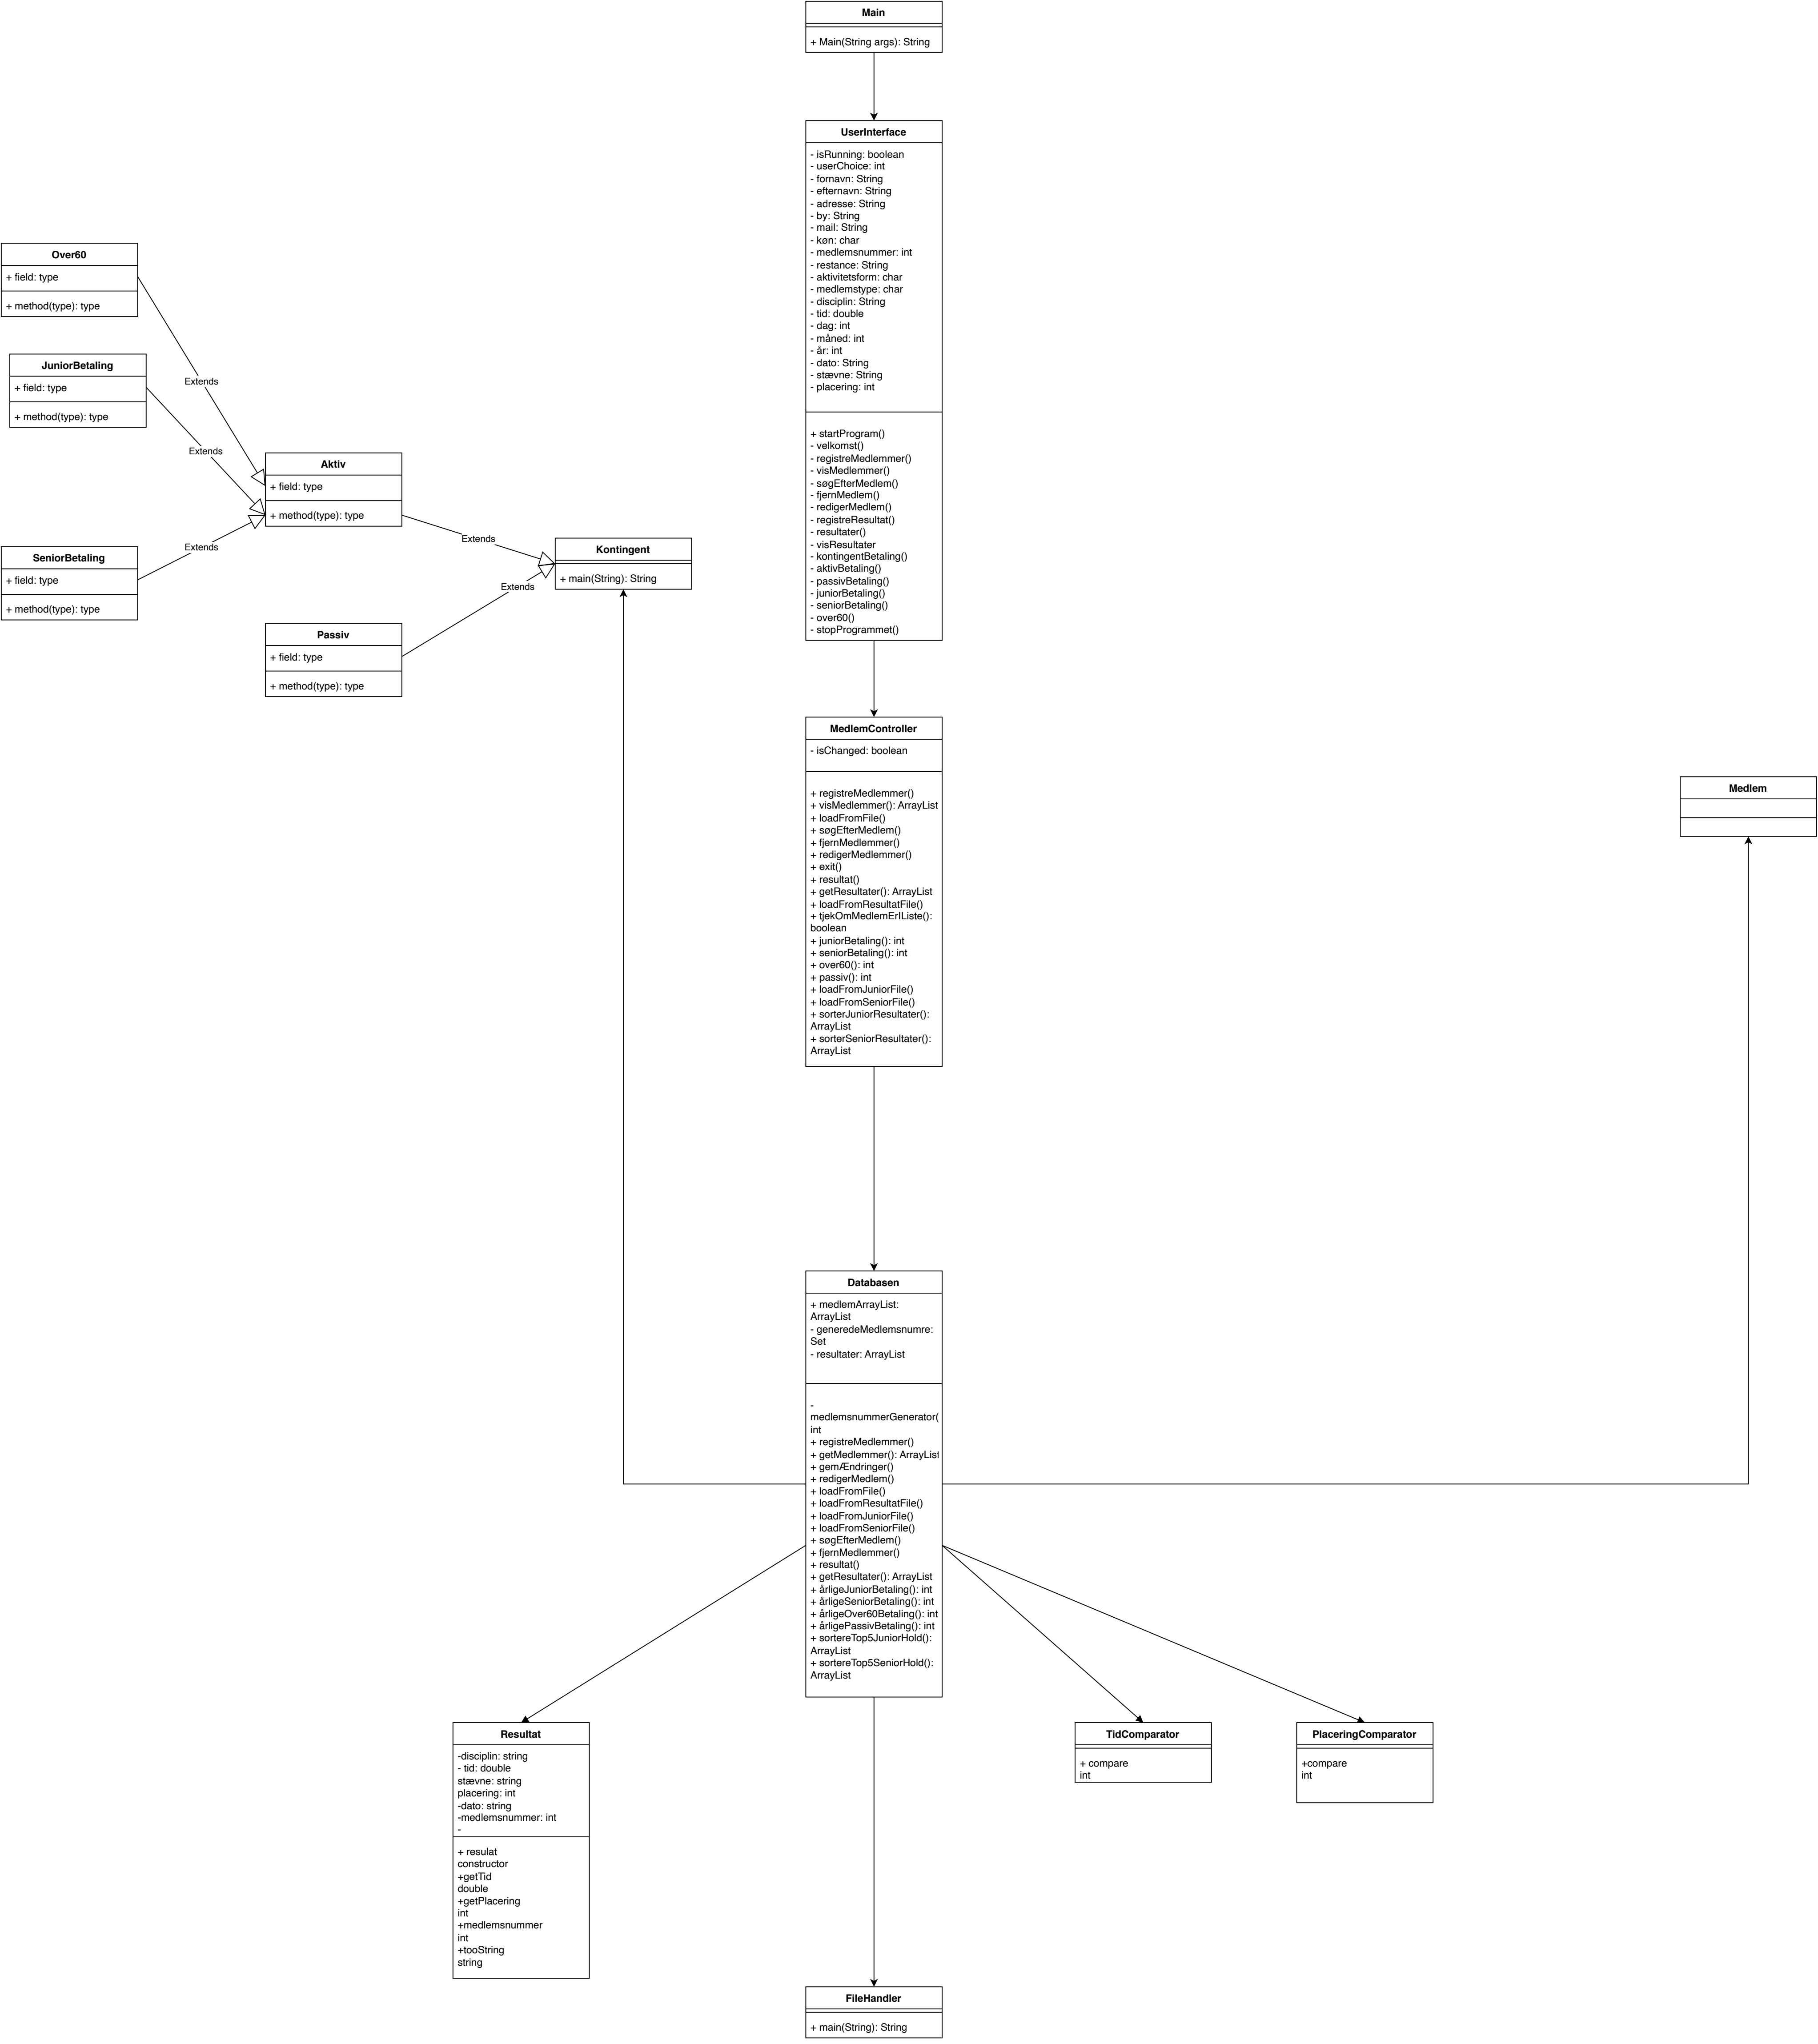 Main
+ Main(String args): String
UserInterface
- isRunning: boolean
- userChoice: int
- fornavn: String
- efternavn: String
- adresse: String
- by: String
- mail: String
- køn: char
- medlemsnummer: int
- restance: String
- aktivitetsform: char
- medlemstype: char
- disciplin: String
- tid: double
- dag: int
- måned: int
- år: int
- dato: String
- stævne: String
- placering: int
+ startProgram()
- velkomst()
- registreMedlemmer()
- visMedlemmer()
- søgEfterMedlem()
- fjernMedlem()
- redigerMedlem()
- registreResultat()
- resultater()
- visResultater
- kontingentBetaling()
- aktivBetaling()
- passivBetaling()
- juniorBetaling()
- seniorBetaling()
- over60()
- stopProgrammet()
Over60
+ field: type
+ method(type): type
JuniorBetaling
+ field: type
+ method(type): type
SeniorBetaling
+ field: type
+ method(type): type
Extends
Extends
Extends
Aktiv
+ field: type
+ method(type): type
Passiv
+ field: type
+ method(type): type
Extends
Extends
Kontingent
+ main(String): String
MedlemController
- isChanged: boolean
+ registreMedlemmer()
+ visMedlemmer(): ArrayList
+ loadFromFile()
+ søgEfterMedlem()
+ fjernMedlemmer()
+ redigerMedlemmer()
+ exit()
+ resultat()
+ getResultater(): ArrayList
+ loadFromResultatFile()
+ tjekOmMedlemErIListe():
boolean
+ juniorBetaling(): int
+ seniorBetaling(): int
+ over60(): int
+ passiv(): int
+ loadFromJuniorFile()
+ loadFromSeniorFile()
+ sorterJuniorResultater():
ArrayList
+ sorterSeniorResultater():
ArrayList
Medlem
Databasen
+ medlemArrayList:
ArrayList
- generedeMedlemsnumre:
Set
- resultater: ArrayList
-
medlemsnummerGenerator(
int
+ registreMedlemmer()
+ getMedlemmer(): ArrayList
+ gemÆndringer()
+ redigerMedlem()
+ loadFromFile()
+ loadFromResultatFile()
+ loadFromJuniorFile()
+ loadFromSeniorFile()
+ søgEfterMedlem()
+ fjernMedlemmer()
+ resultat()
+ getResultater(): ArrayList
+ årligeJuniorBetaling(): int
+ årligeSeniorBetaling(): int
+ årligeOver60Betaling(): int
+ årligePassivBetaling(): int
+ sortereTop5JuniorHold():
ArrayList
+ sortereTop5SeniorHold():
ArrayList
Resultat
-disciplin: string
- tid: double
stævne: string
placering: int
-dato: string
-medlemsnummer: int
-
+ resulat
constructor
+getTid
double
+getPlacering
int
+medlemsnummer
int
+tooString
string
TidComparator
+ compare
int
PlaceringComparator
+compare
int
FileHandler
+ main(String): String